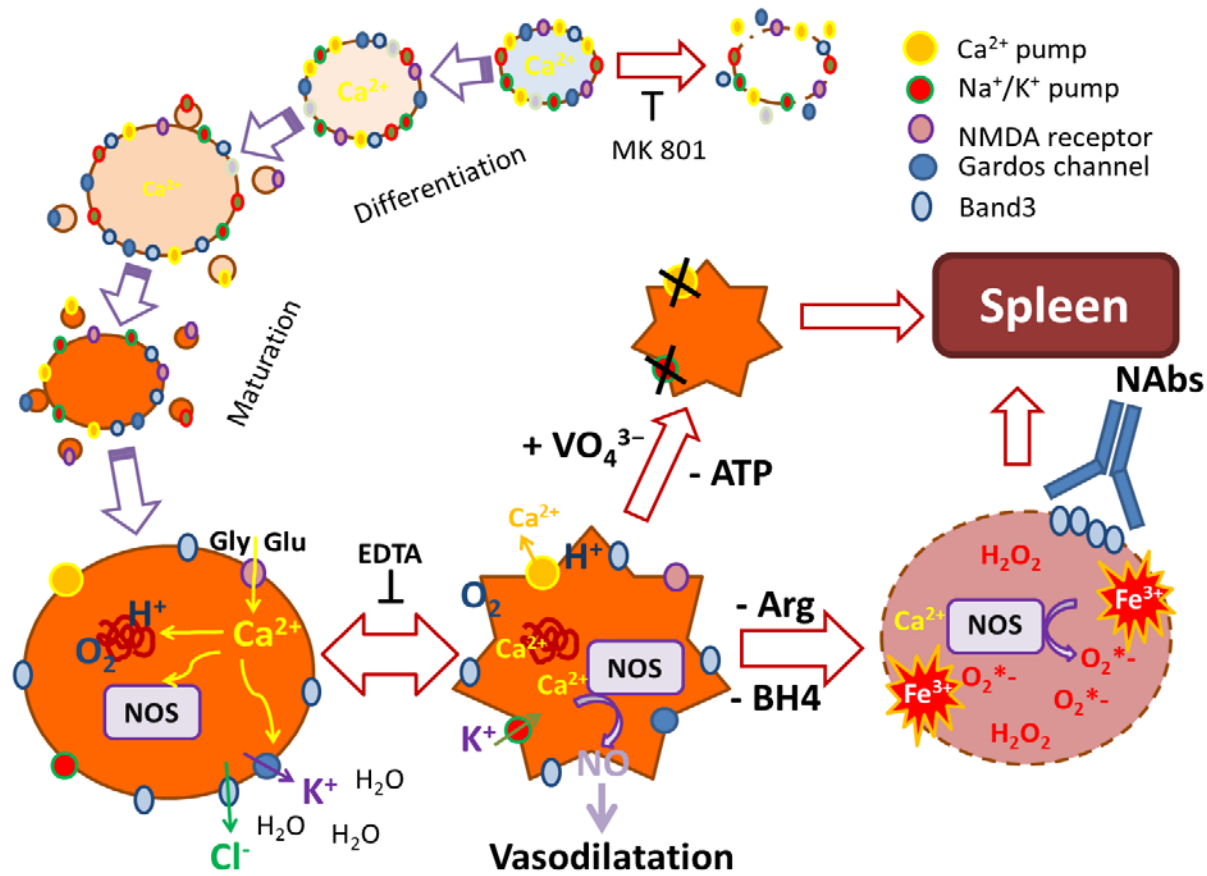 Ca²⁺
Ca²⁺
Ca²⁺
MK 801
Differentiation
Maturation
Ca²⁺ pump
Na⁺/K⁺ pump
NMDA receptor
Gardos channel
Band3
Spleen
NAbs
+ VO₄³⁻
- ATP
Gly Glu
H⁺
O₂
Ca²⁺
NOS
K⁺
Cl⁻
H₂O
H₂O
H₂O
EDTA
Ca²⁺
H⁺
O₂
Ca²⁺
Ca²⁺
NOS
K⁺
NO
Vasodilatation
- Arg
- BH4
H₂O₂
Fe³⁺
Ca²⁺
NOS
O₂*-
Fe³⁺
O₂*-
O₂*-
H₂O₂